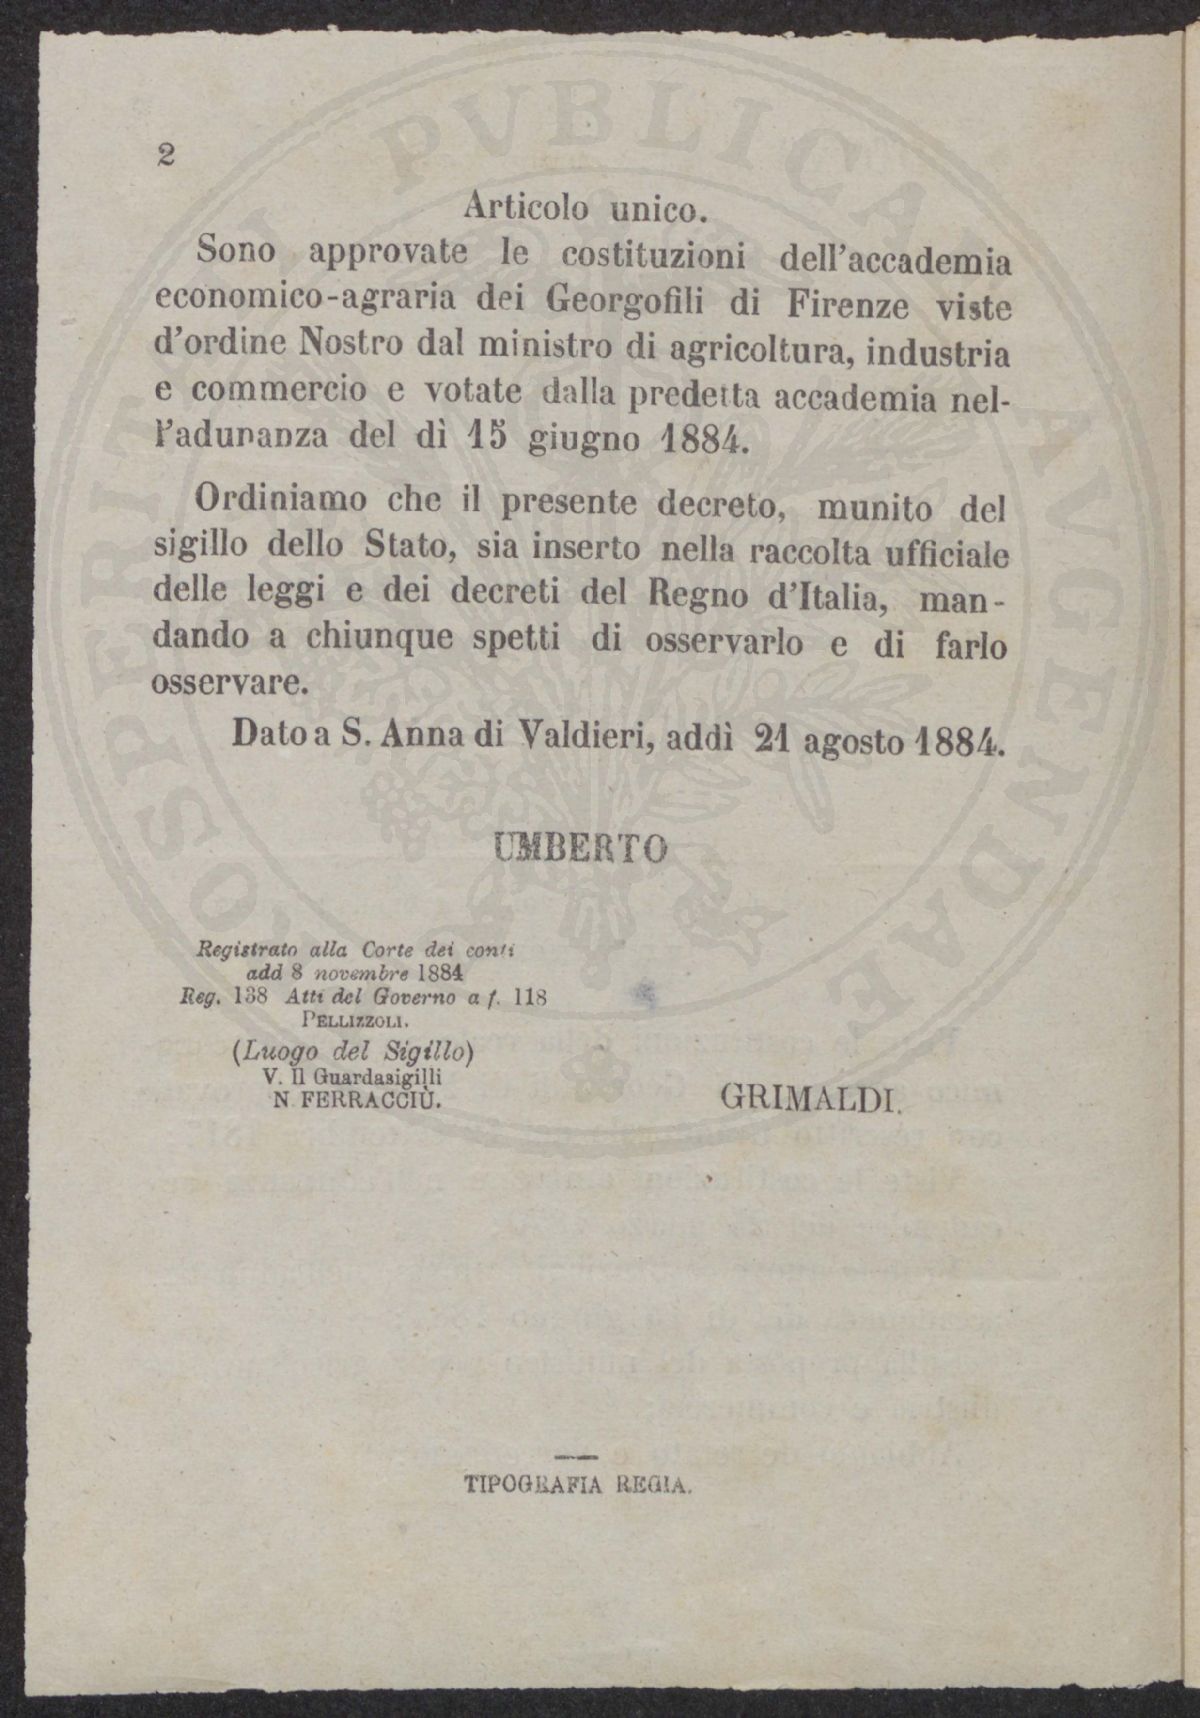 2
Articolo unico.
Sono approvate le costituzioni dell'accademia
economico-agraria dei Georgofili di Firenze viste
d'ordine Nostro dal ministro di agricoltura, industria
e commercio e votate dalla predetta accademia nel-
l'adunanza del dì 15 giugno 1884.
Ordiniamo che il presente decreto, munito del
sigillo dello Stato, sia inserto nella raccolta ufficiale
delle leggi e dei decreti del Regno d'Italia, man-
dando a chiunque spetti di osservarlo e di farlo
osservare.
Dato a S. Anna di Valdieri, addì 21 agosto 1884.
UMBERTO
Registrato alla Corte dei conti
add 8 novembre 1884
Reg. 138 Atti del Governo a f. 118
PELLIZZOLI.
(Luogo del Sigillo)
V. Il Guardasigilli
N. FERRACCIÙ.
GRIMALDI.
TIPOGRAFIA REGIA.
PROSPERITATI PUBLICAE AUGENDAE